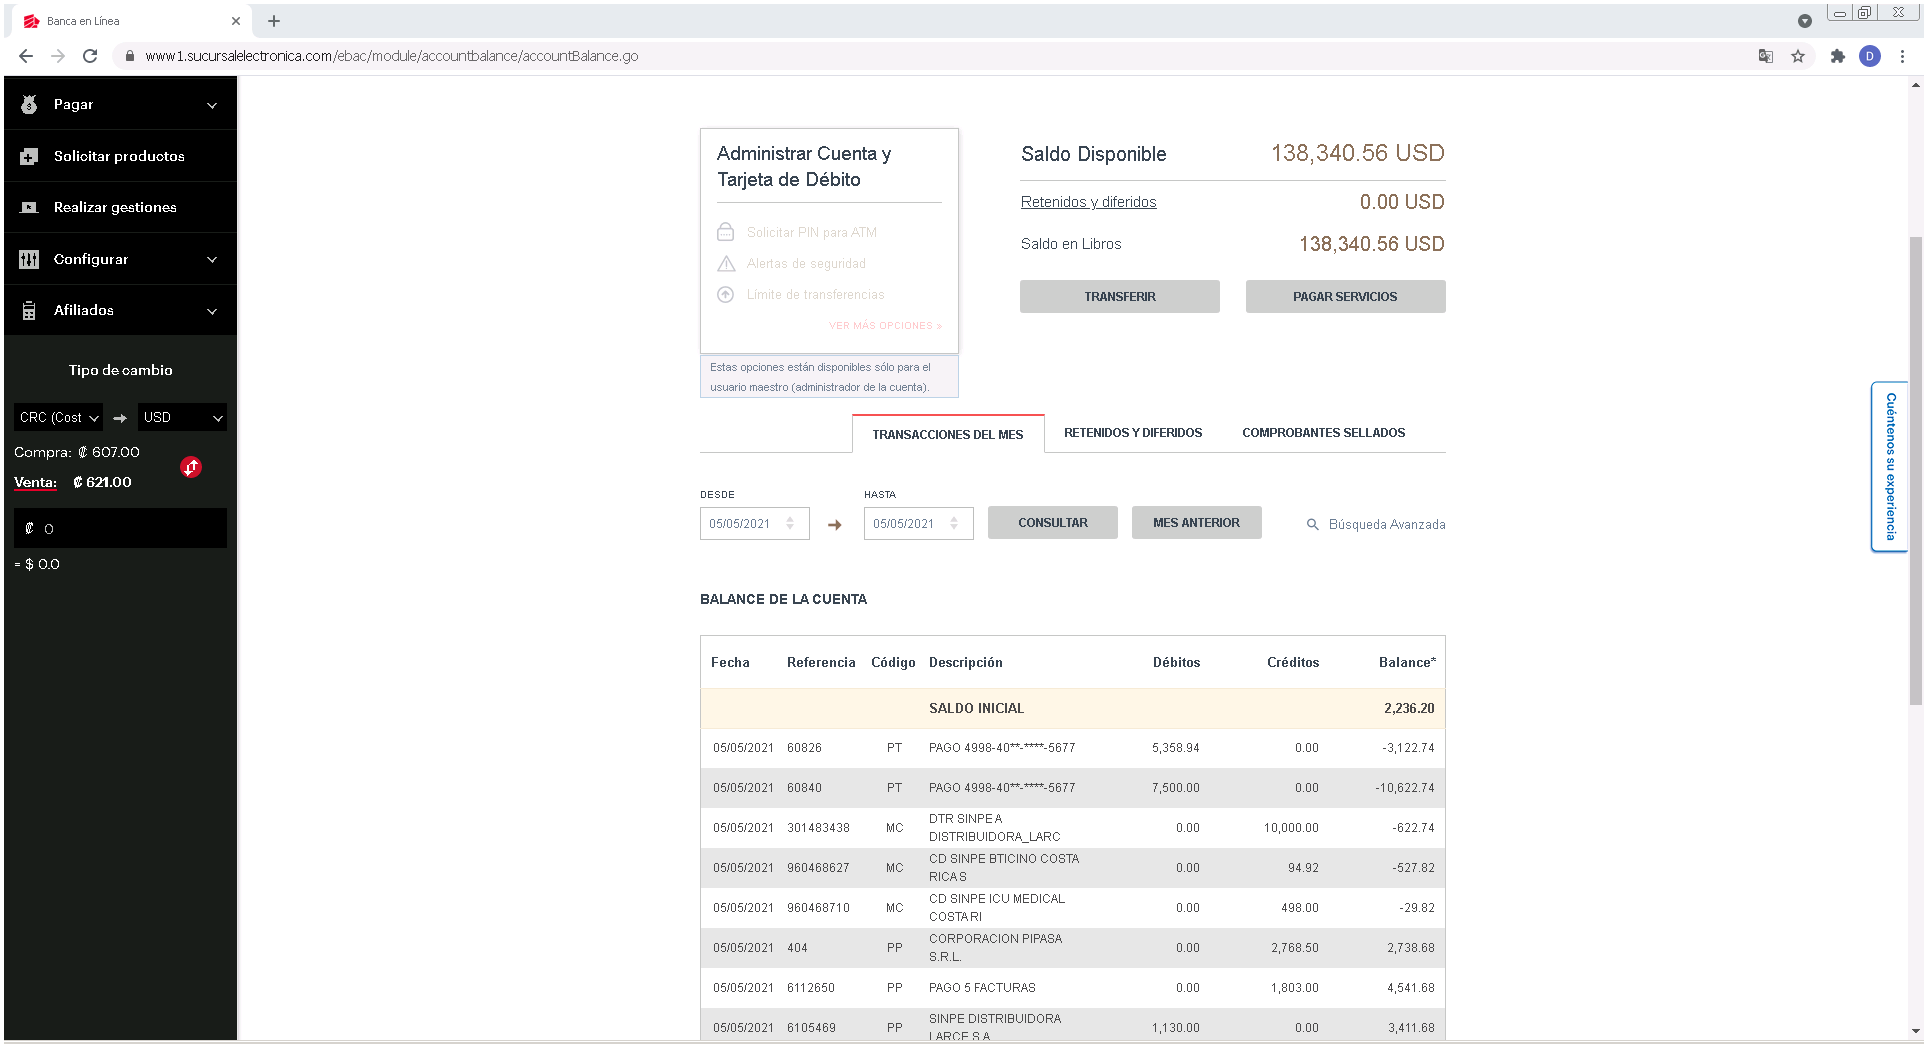 Banca en Línea
www1.sucursalelectronica.com/ebac/module/accountbalance/accountBalance.go
D
Pagar
Solicitar productos
Realizar gestiones
Configurar
Afiliados
Tipo de cambio
CRC (Cost
USD
Compra: ₡ 607.00
Venta: ₡ 621.00
₡ 0
= $ 0.0
Administrar Cuenta y
Tarjeta de Débito
Solicitar PIN para ATM
Alertas de seguridad
Límite de transferencias
VER MÁS OPCIONES »
Estas opciones están disponibles sólo para el
usuario maestro (administrador de la cuenta).
Saldo Disponible 138,340.56 USD
Retenidos y diferidos 0.00 USD
Saldo en Libros 138,340.56 USD
TRANSFERIR
PAGAR SERVICIOS
Cuéntenos su experiencia
TRANSACCIONES DEL MES
RETENIDOS Y DIFERIDOS
COMPROBANTES SELLADOS
DESDE
HASTA
05/05/2021
05/05/2021
CONSULTAR
MES ANTERIOR
Búsqueda Avanzada
BALANCE DE LA CUENTA
Fecha Referencia Código Descripción Débitos Créditos Balance*
SALDO INICIAL 2,236.20
05/05/2021 60826 PT PAGO 4998-40**-****-5677 5,358.94 0.00 -3,122.74
05/05/2021 60840 PT PAGO 4998-40**-****-5677 7,500.00 0.00 -10,622.74
05/05/2021 301483438 MC DTR SINPE A
DISTRIBUIDORA_LARC 0.00 10,000.00 -622.74
05/05/2021 960468627 MC CD SINPE BTICINO COSTA
RICA S 0.00 94.92 -527.82
05/05/2021 960468710 MC CD SINPE ICU MEDICAL
COSTA RI 0.00 498.00 -29.82
05/05/2021 404 PP CORPORACION PIPASA
S.R.L. 0.00 2,768.50 2,738.68
05/05/2021 6112650 PP PAGO 5 FACTURAS 0.00 1,803.00 4,541.68
05/05/2021 6105469 PP SINPE DISTRIBUIDORA
LARCE S A 1,130.00 0.00 3,411.68